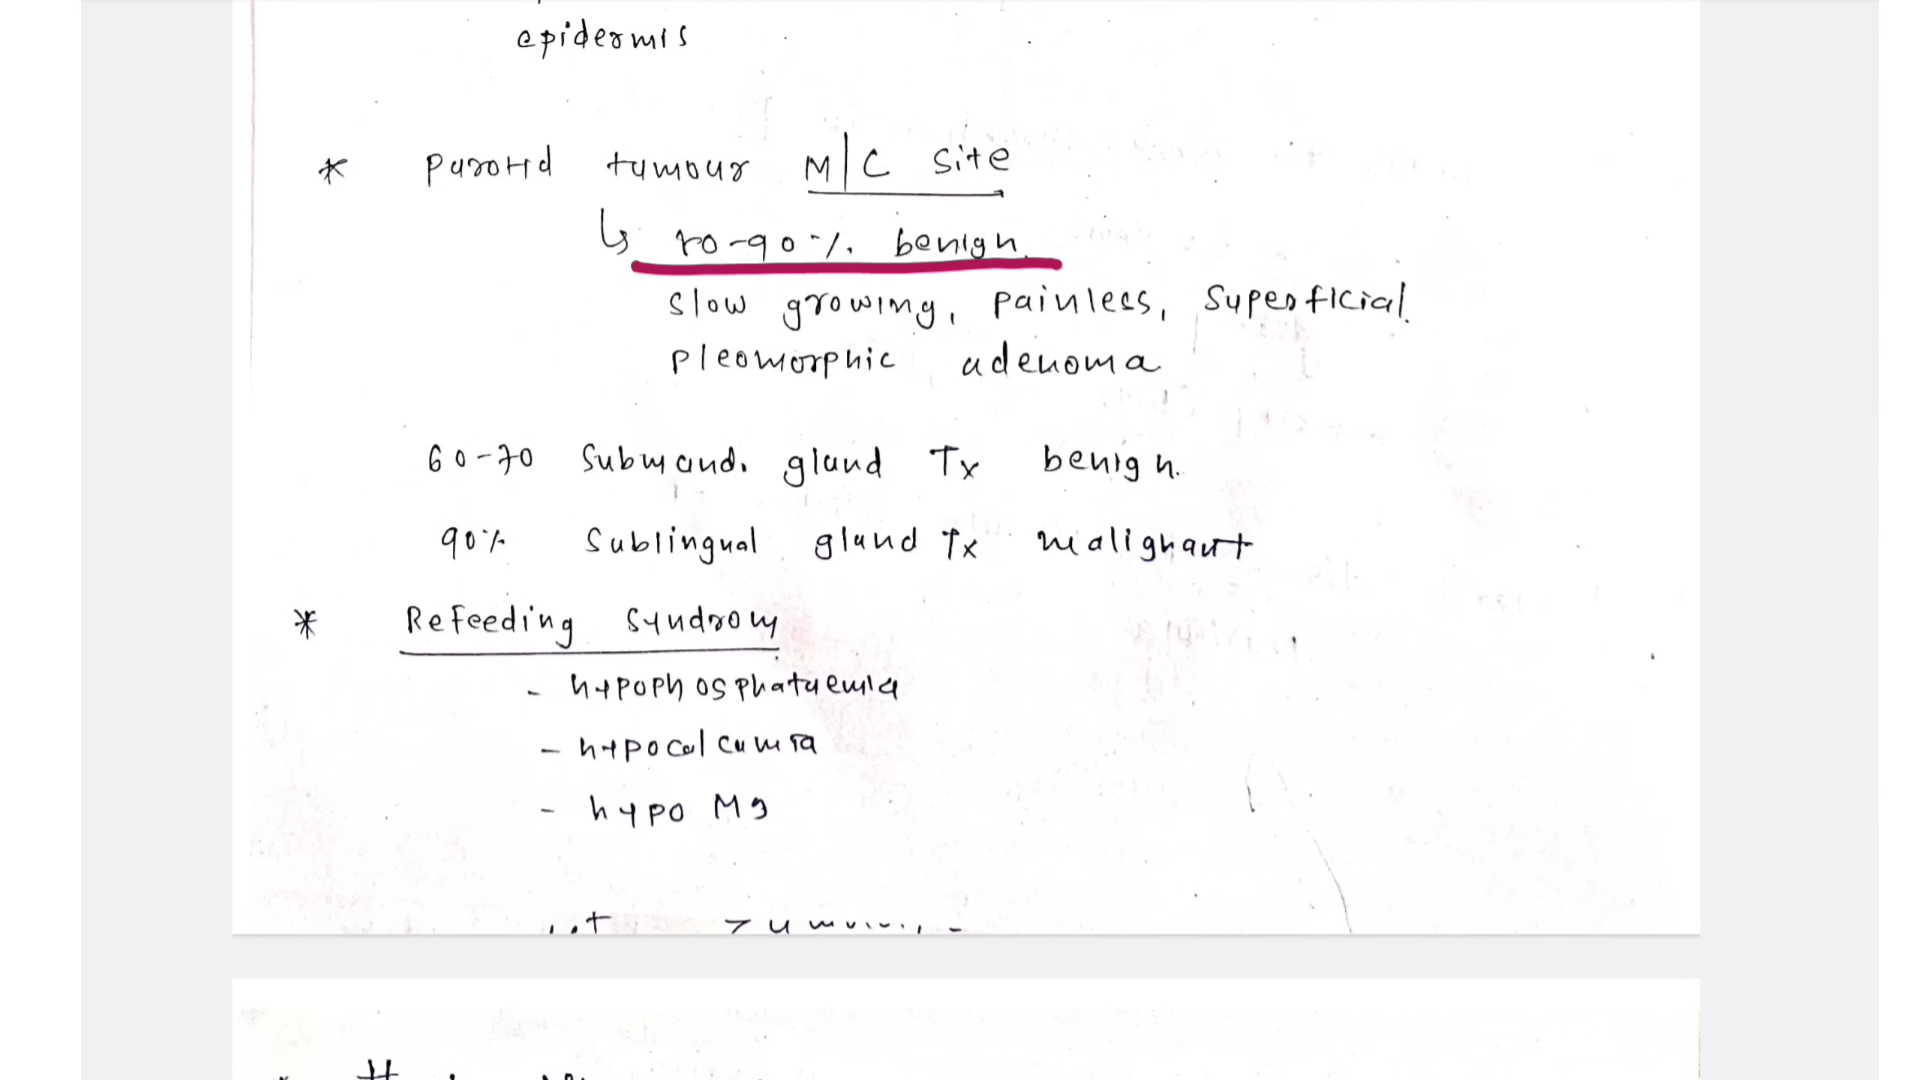 epidermis
* Parotid tumour M/C site
↳ 80-90%. benign.
slow growing, painless, superficial.
pleomorphic adenoma
60-70 submand. gland Tx benign.
90% sublingual gland Tx malignant
* Refeeding syndrom
- hypophosphataemia
- hypocalcumia
- hypo Mg